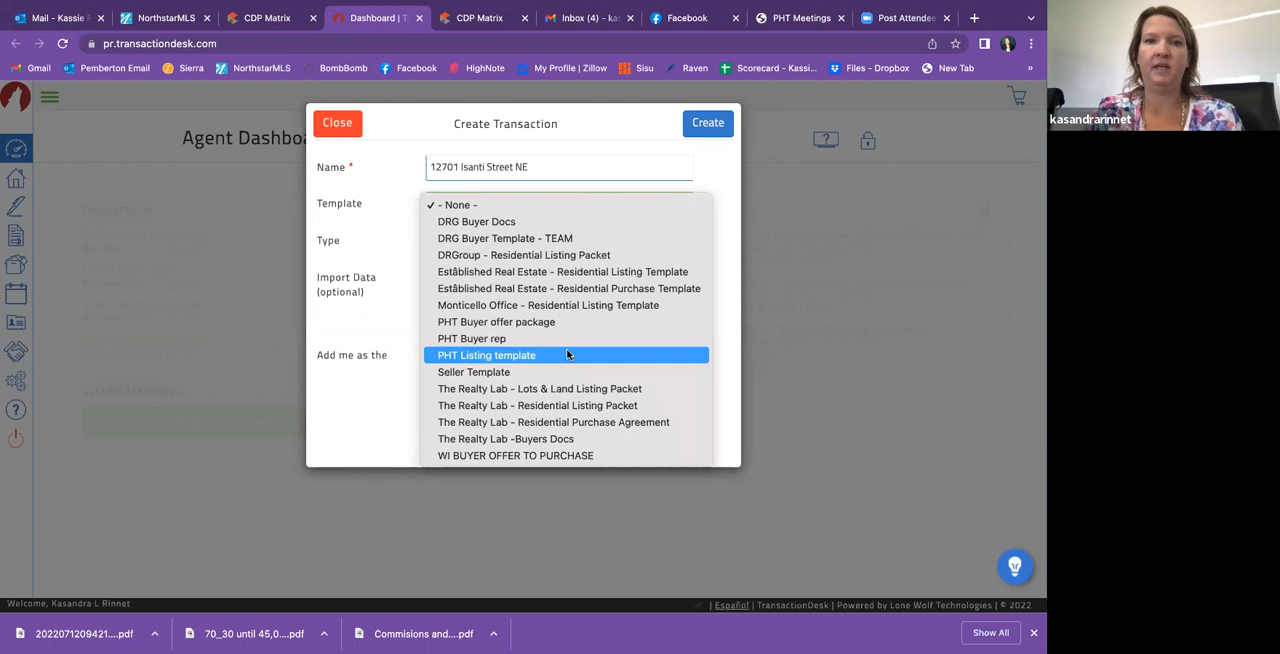 Mail - Kassie R
NorthstarMLS
CDP Matrix
Dashboard | T
CDP Matrix
Inbox (4) - ka
Facebook
PHT Meetings
Post Attendee
pr.transactiondesk.com
Gmail
Pemberton Email
Sierra
NorthstarMLS
BombBomb
Facebook
HighNote
My Profile | Zillow
Sisu
Raven
Scorecard - Kassi...
Files - Dropbox
New Tab
»
kasandrarinnet
Agent Dashboa
Close
Create Transaction
Create
Name *
12701 Isanti Street NE
Template
✓ - None -
DRG Buyer Docs
DRG Buyer Template - TEAM
DRGroup - Residential Listing Packet
Estâblished Real Estate - Residential Listing Template
Estâblished Real Estate - Residential Purchase Template
Monticello Office - Residential Listing Template
PHT Buyer offer package
PHT Buyer rep
PHT Listing template
Seller Template
The Realty Lab - Lots & Land Listing Packet
The Realty Lab - Residential Listing Packet
The Realty Lab - Residential Purchase Agreement
The Realty Lab -Buyers Docs
WI BUYER OFFER TO PURCHASE
Type
Import Data
(optional)
Add me as the
Transactions
System Messages
Welcome, Kasandra L Rinnet
| Español | TransactionDesk | Powered by Lone Wolf Technologies | © 2022
2022071209421....pdf
70_30 until 45,0....pdf
Commisions and....pdf
Show All